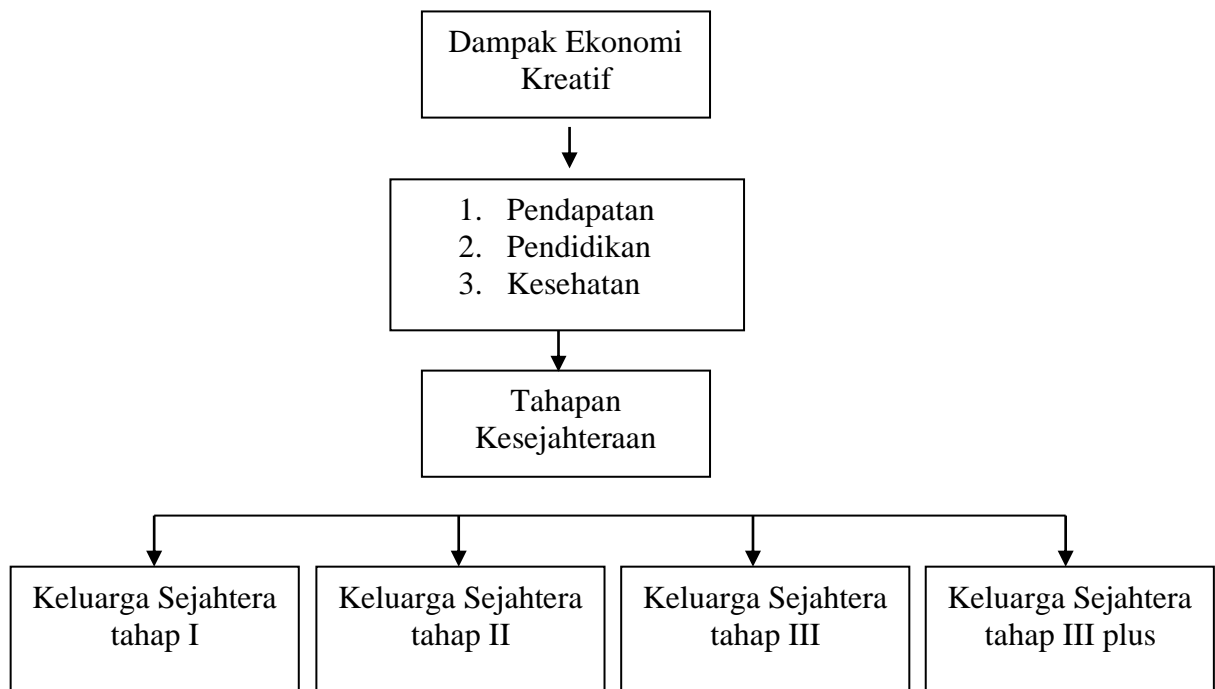 Dampak Ekonomi
Kreatif
1. Pendapatan
2. Pendidikan
3. Kesehatan
Tahapan
Kesejahteraan
Keluarga Sejahtera
tahap I
Keluarga Sejahtera
tahap II
Keluarga Sejahtera
tahap III
Keluarga Sejahtera
tahap III plus